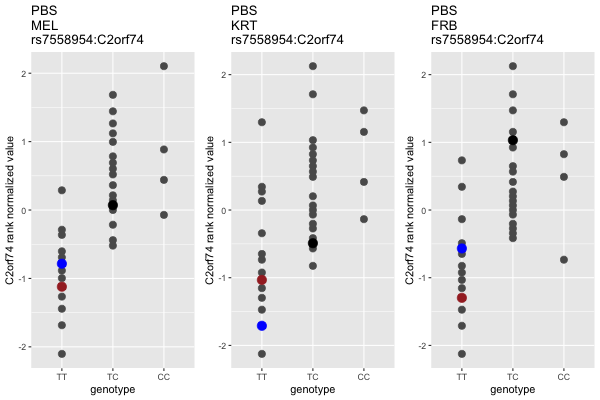 PBS
MEL
rs7558954:C2orf74
C2orf74 rank normalized value
2
1
0
-1
-2
TT
TC
CC
genotype
PBS
KRT
rs7558954:C2orf74
C2orf74 rank normalized value
2
1
0
-1
-2
TT
TC
CC
genotype
PBS
FRB
rs7558954:C2orf74
C2orf74 rank normalized value
2
1
0
-1
-2
TT
TC
CC
genotype